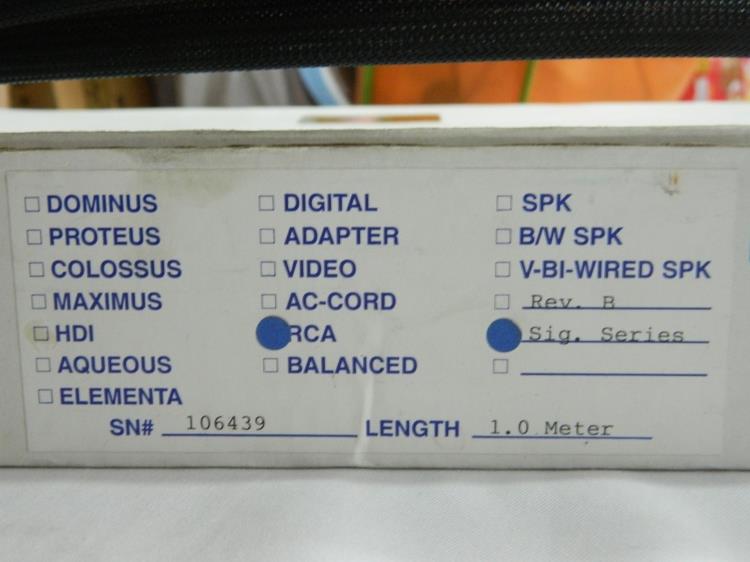 ☐ DOMINUS ☐ DIGITAL ☐ SPK
☐ PROTEUS ☐ ADAPTER ☐ B/W SPK
☐ COLOSSUS ☐ VIDEO ☐ V-BI-WIRED SPK
☐ MAXIMUS ☐ AC-CORD ☐ Rev. B
☐ HDI RCA Sig. Series
☐ AQUEOUS ☐ BALANCED ☐
☐ ELEMENTA
SN# 106439 LENGTH 1.0 Meter